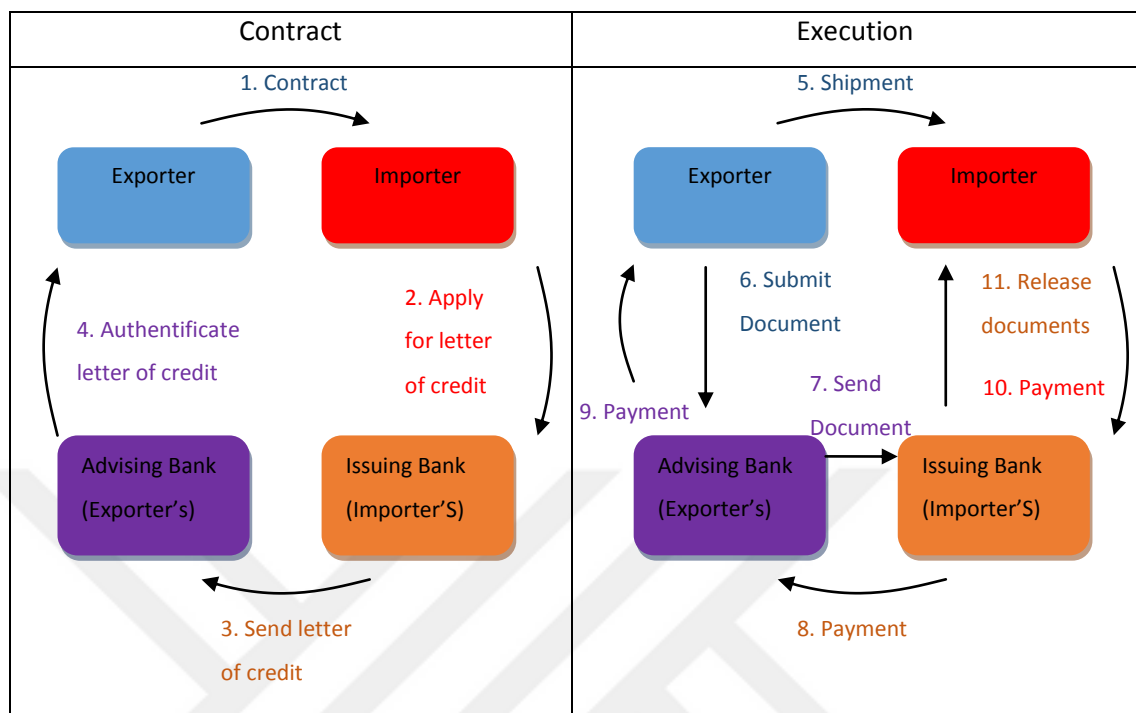 Contract
1. Contract
Exporter
Importer
2. Apply
for letter
of credit
4. Authentificate
letter of credit
Advising Bank
(Exporter’s)
Issuing Bank
(Importer’S)
3. Send letter
of credit
Execution
5. Shipment
Exporter
Importer
6. Submit
Document
11. Release
documents
7. Send
Document
10. Payment
9. Payment
Advising Bank
(Exporter’s)
Issuing Bank
(Importer’S)
8. Payment